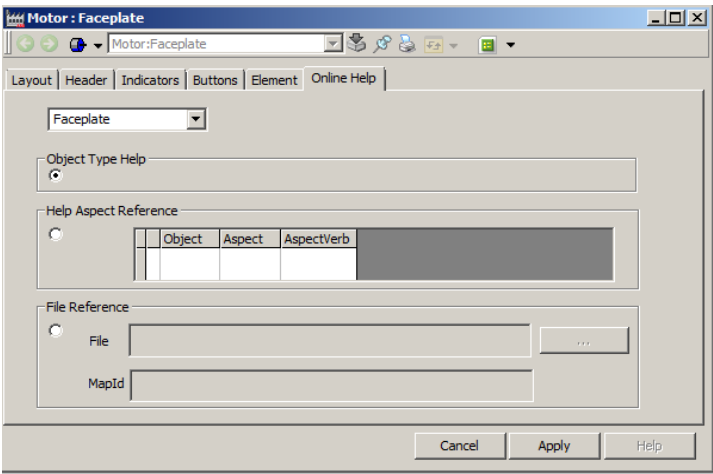 Motor : Faceplate
Motor:Faceplate
Layout Header Indicators Buttons Element Online Help
Faceplate
Object Type Help
Help Aspect Reference
Object Aspect AspectVerb
File Reference
File ...
MapId
Cancel Apply Help